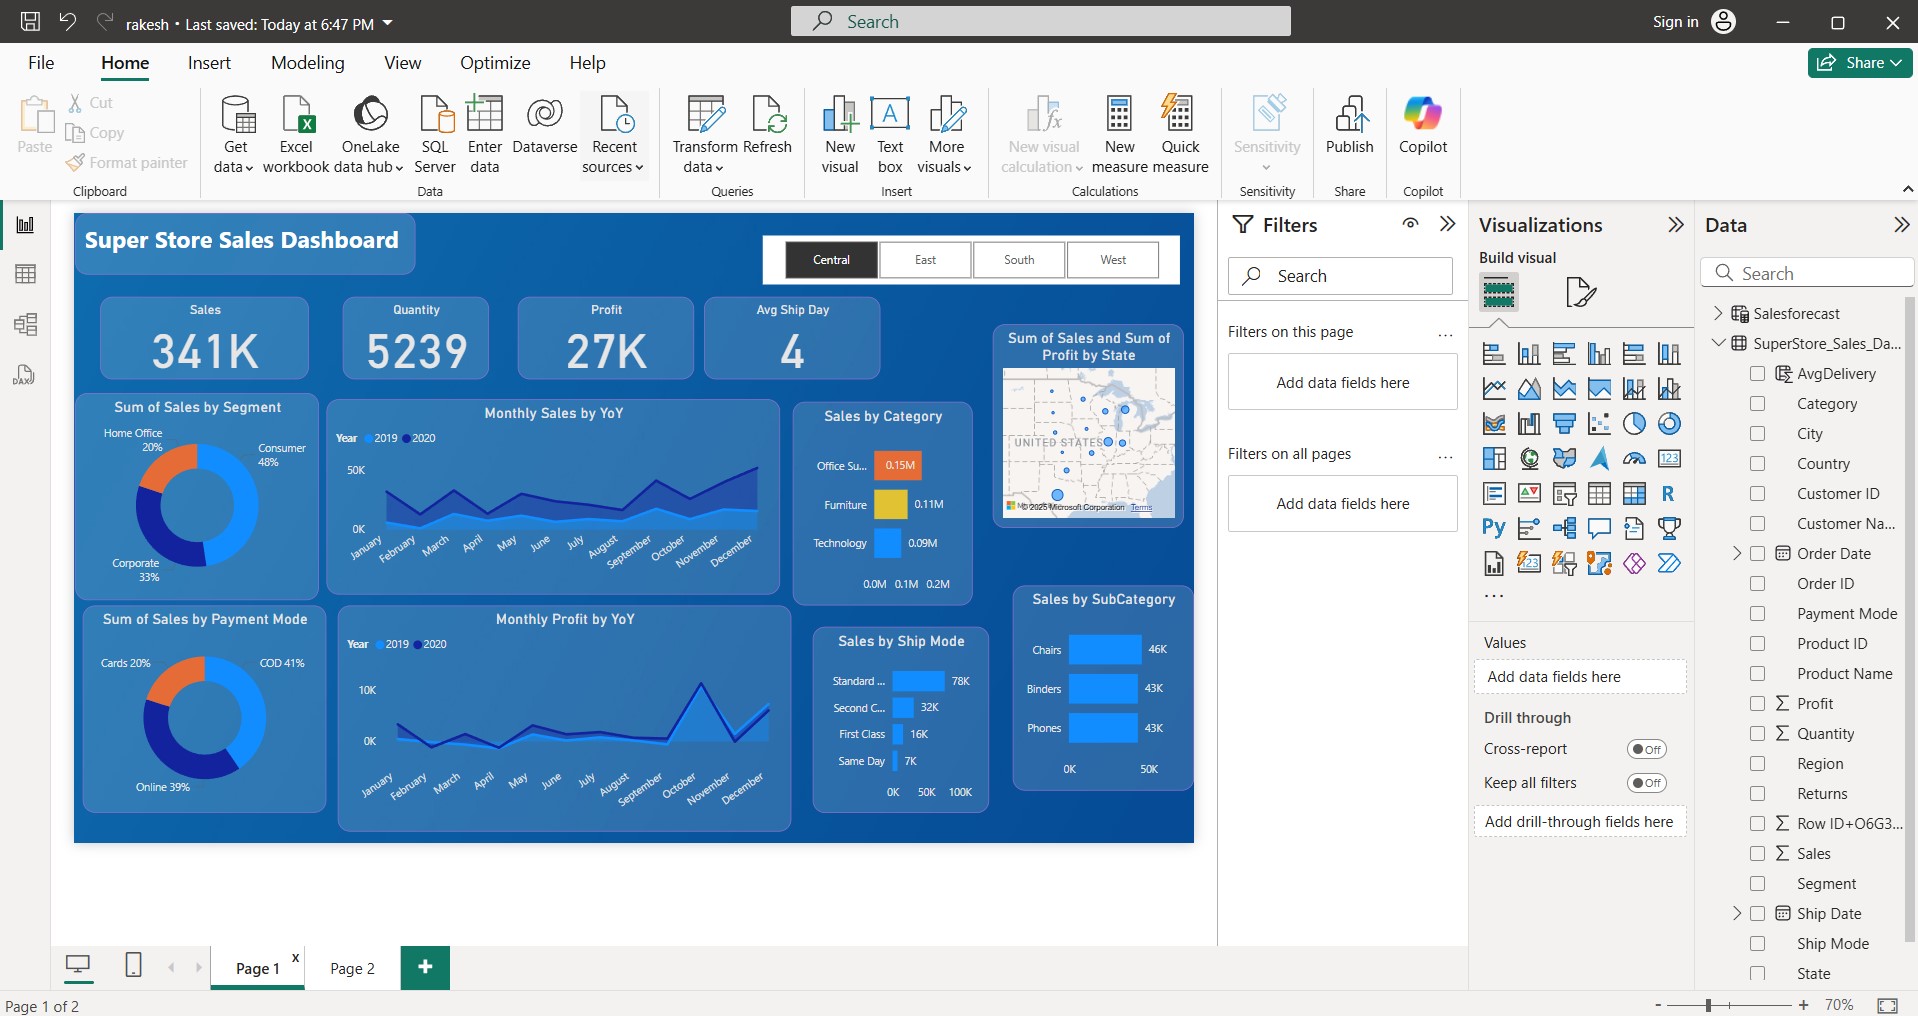 rakesh • Last saved: Today at 6:47 PM
Search
Sign in
File Home Insert Modeling View Optimize Help
Share
Paste
Cut
Copy
Format painter
Clipboard
Get data
Excel workbook
OneLake data hub
SQL Server
Enter data
Dataverse
Recent sources
Data
Transform data
Refresh
Queries
New visual
Text box
More visuals
Insert
New visual calculation
New measure
Quick measure
Calculations
Sensitivity
Sensitivity
Publish
Share
Copilot
Copilot
Super Store Sales Dashboard
Central East South West
Sales
341K
Quantity
5239
Profit
27K
Avg Ship Day
4
Sum of Sales and Sum of
Profit by State
UNITED STATES
© 2025 Microsoft Corporation Terms
Sum of Sales by Segment
Home Office
20%
Consumer
48%
Corporate
33%
Monthly Sales by YoY
Year 2019 2020
50K
0K
January February March April May June July August September October November December
Sales by Category
Office Su... 0.15M
Furniture 0.11M
Technology 0.09M
0.0M 0.1M 0.2M
Sum of Sales by Payment Mode
Cards 20%
COD 41%
Online 39%
Monthly Profit by YoY
Year 2019 2020
10K
0K
January February March April May June July August September October November December
Sales by Ship Mode
Standard ... 78K
Second C... 32K
First Class 16K
Same Day 7K
0K 50K 100K
Sales by SubCategory
Chairs 46K
Binders 43K
Phones 43K
0K 50K
Filters
Search
Filters on this page ...
Add data fields here
Filters on all pages ...
Add data fields here
Visualizations
Build visual
123
R
Py
123
...
Values
Add data fields here
Drill through
Cross-report Off
Keep all filters Off
Add drill-through fields here
Data
Search
Salesforecast
SuperStore_Sales_Da...
AvgDelivery
Category
City
Country
Customer ID
Customer Na...
Order Date
Order ID
Payment Mode
Product ID
Product Name
Profit
Quantity
Region
Returns
Row ID+O6G3...
Sales
Segment
Ship Date
Ship Mode
State
DAX
Page 1 x
Page 2
+
Page 1 of 2
- + 70%